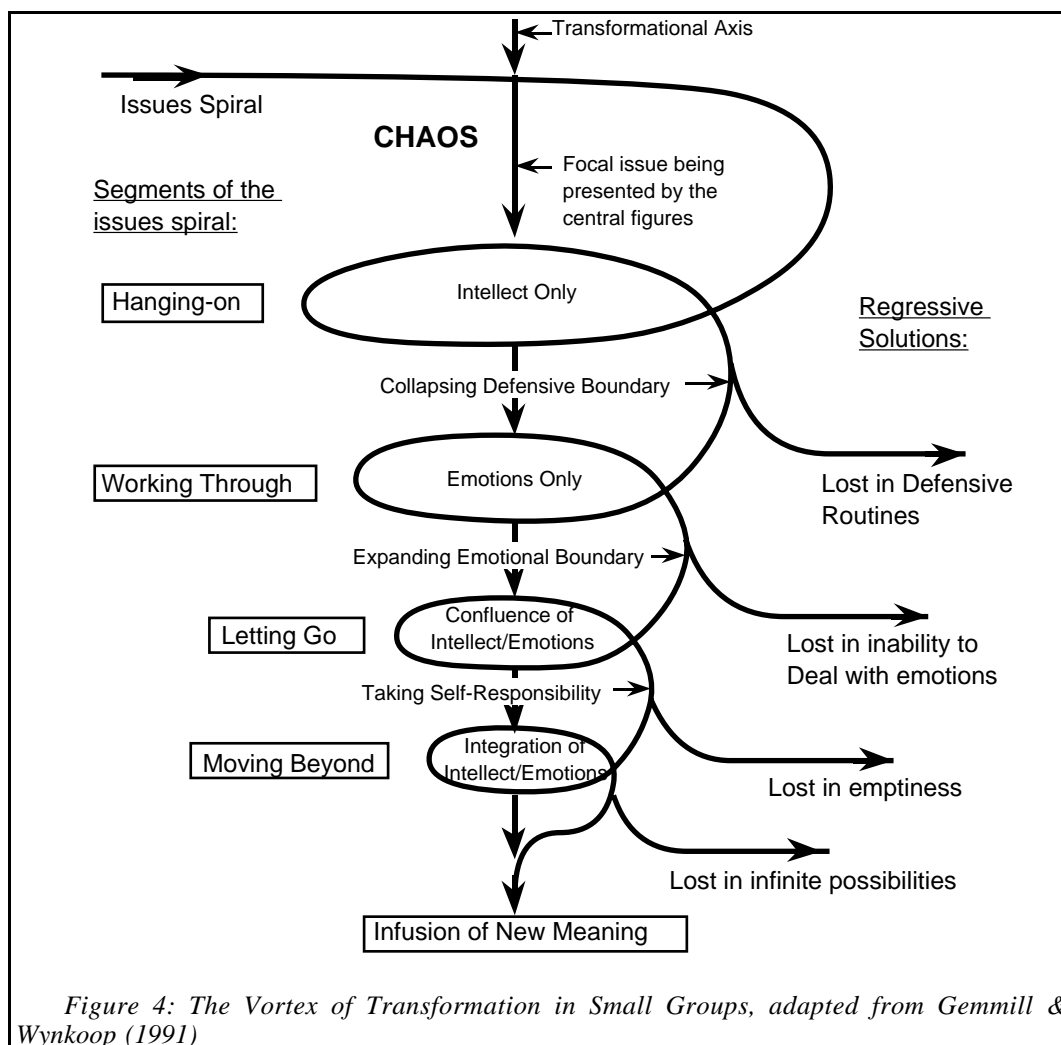 Transformational Axis
Issues Spiral
CHAOS
Focal issue being
presented by the
central figures
Segments of the
issues spiral:
Hanging-on
Intellect Only
Regressive
Solutions:
Collapsing Defensive Boundary
Working Through
Emotions Only
Lost in Defensive
Routines
Expanding Emotional Boundary
Letting Go
Confluence of
Intellect/Emotions
Lost in inability to
Deal with emotions
Taking Self-Responsibility
Moving Beyond
Integration of
Intellect/Emotions
Lost in emptiness
Lost in infinite possibilities
Infusion of New Meaning
Figure 4: The Vortex of Transformation in Small Groups, adapted from Gemmill &
Wynkoop (1991)